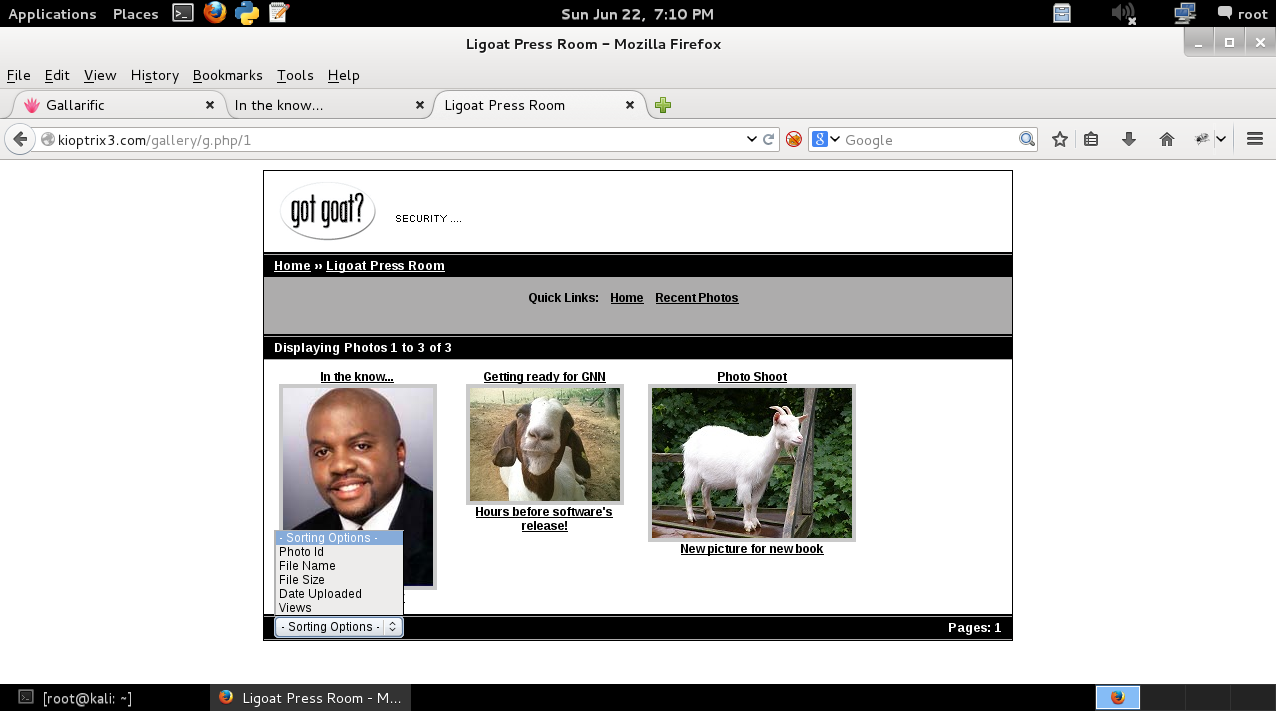 Applications Places Sun Jun 22, 7:10 PM root
Ligoat Press Room - Mozilla Firefox
File Edit View History Bookmarks Tools Help
Gallarific In the know... Ligoat Press Room
kioptrix3.com/gallery/g.php/1 Google
got goat?
SECURITY ....
Home ›› Ligoat Press Room
Quick Links: Home Recent Photos
Displaying Photos 1 to 3 of 3
In the know... Getting ready for GNN Photo Shoot
Hours before software's
release!
New picture for new book
- Sorting Options -
Photo Id
File Name
File Size
Date Uploaded
Views
- Sorting Options - Pages: 1
[root@kali: ~] Ligoat Press Room - M...